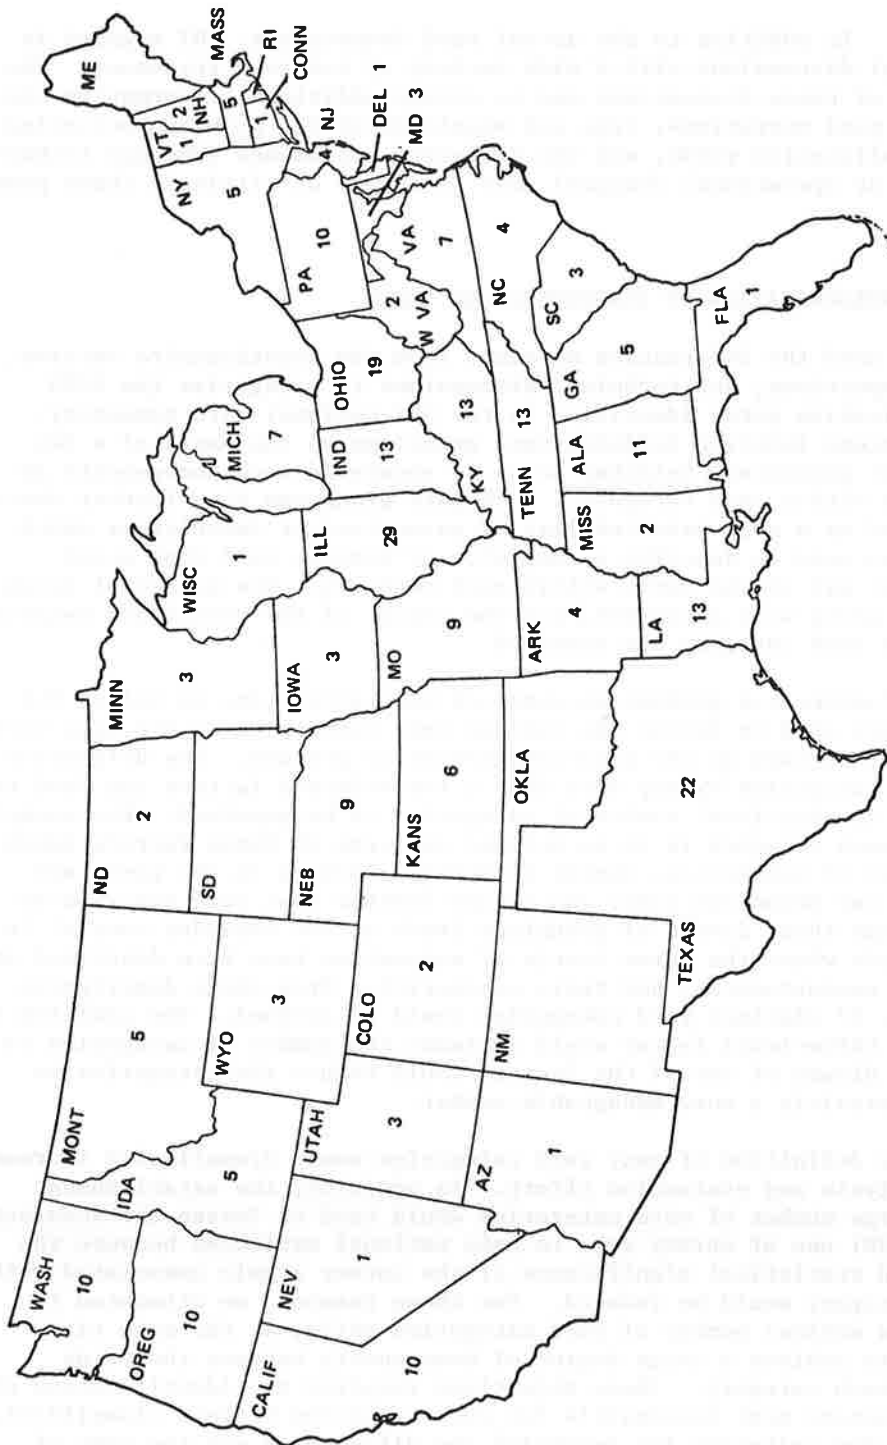 WASH
10
OREG
10
CALIF
10
NEV
1
IDA
5
MONT
5
WYO
3
UTAH
3
COLO
2
AZ
1
NM
ND
2
SD
NEB
9
KANS
6
OKLA
TEXAS
22
MINN
3
IOWA
3
MO
9
ARK
4
LA
13
WISC
1
ILL
29
MICH
7
IND
13
OHIO
19
KY
13
TENN
13
MISS
2
ALA
11
GA
5
FLA
1
SC
3
NC
4
VA
7
W VA
2
PA
10
NY
5
VT
1
NH
2
ME
MASS
5
RI
CONN
1
NJ
4
DEL 1
MD 3